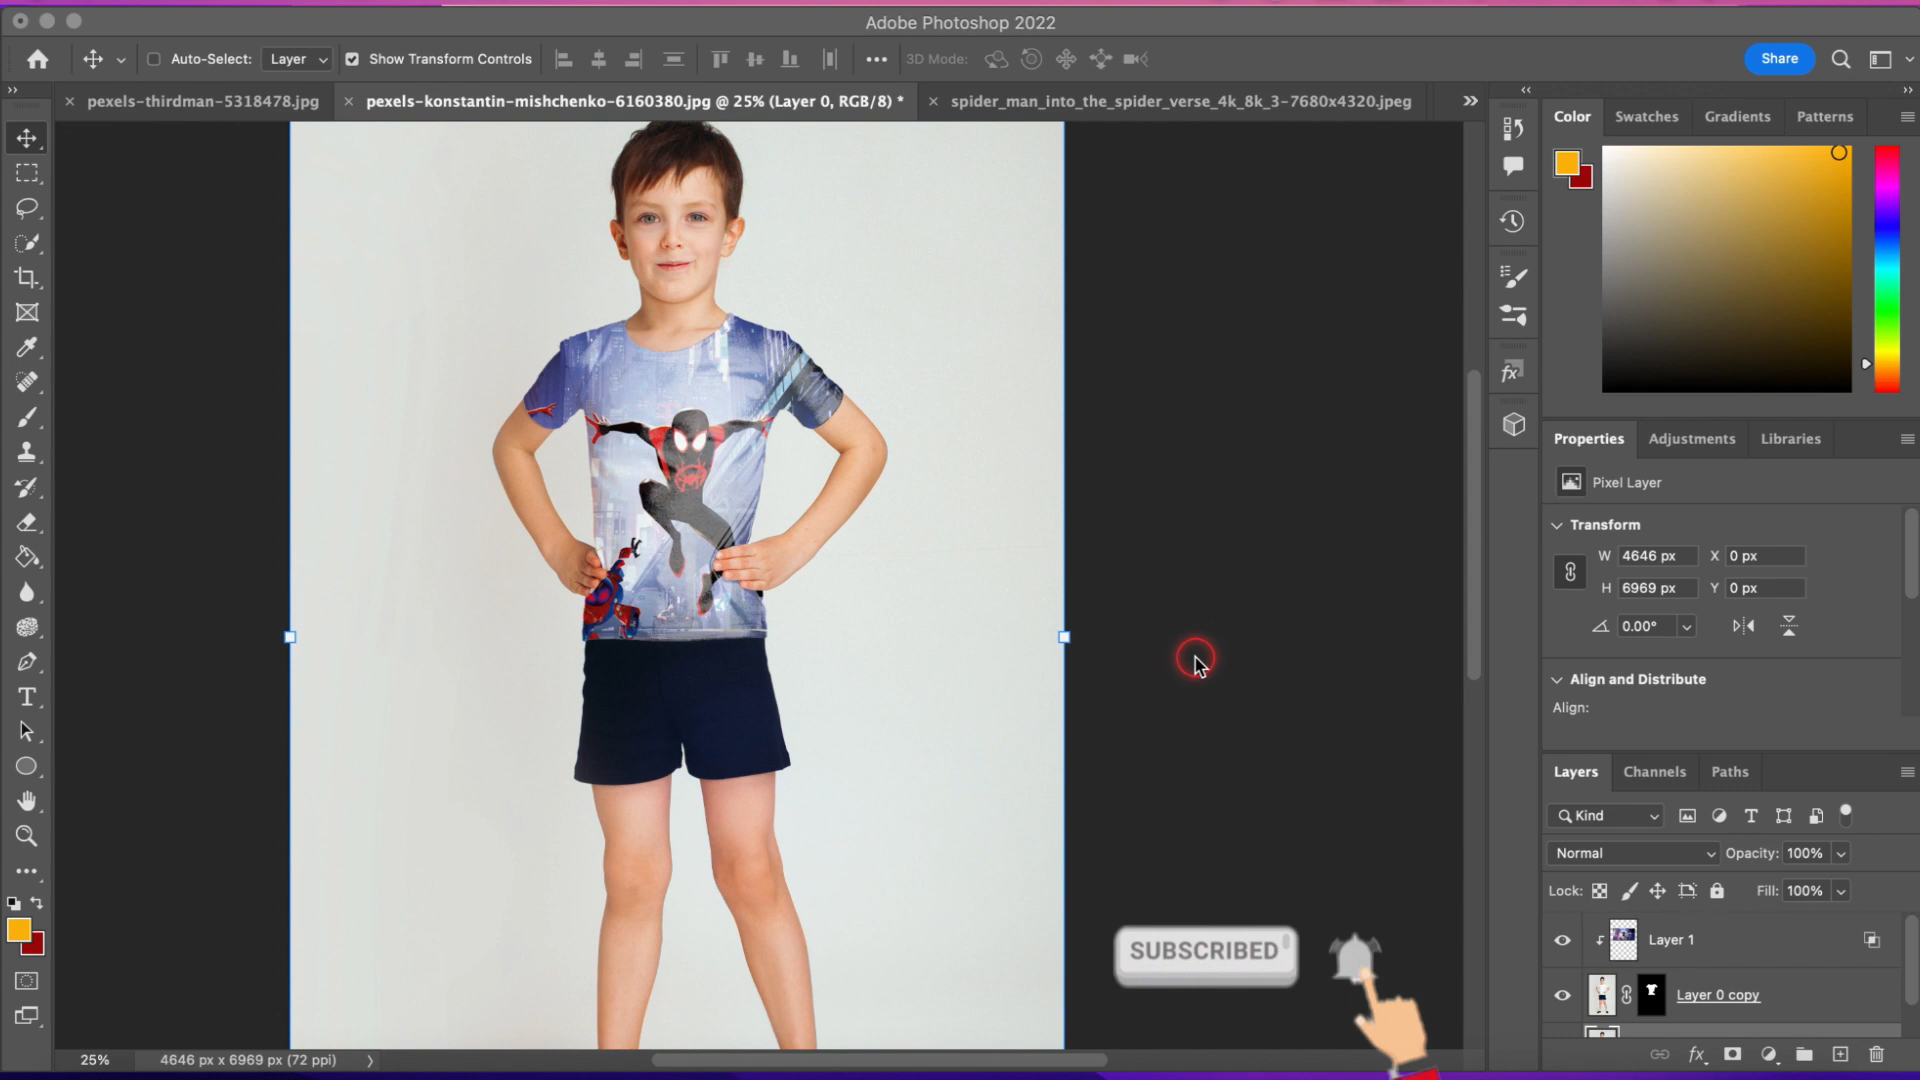 Adobe Photoshop 2022
Auto-Select: Layer Show Transform Controls 3D Mode: Share
pexels-thirdman-5318478.jpg pexels-konstantin-mishchenko-6160380.jpg @ 25% (Layer 0, RGB/8) * spider_man_into_the_spider_verse_4k_8k_3-7680x4320.jpeg
Color Swatches Gradients Patterns
Properties Adjustments Libraries
Pixel Layer
Transform
W 4646 px X 0 px
H 6969 px Y 0 px
0.00°
Align and Distribute
Align:
Layers Channels Paths
Kind
Normal Opacity: 100%
Lock: Fill: 100%
Layer 1
SUBSCRIBED
Layer 0 copy
25% 4646 px x 6969 px (72 ppi)